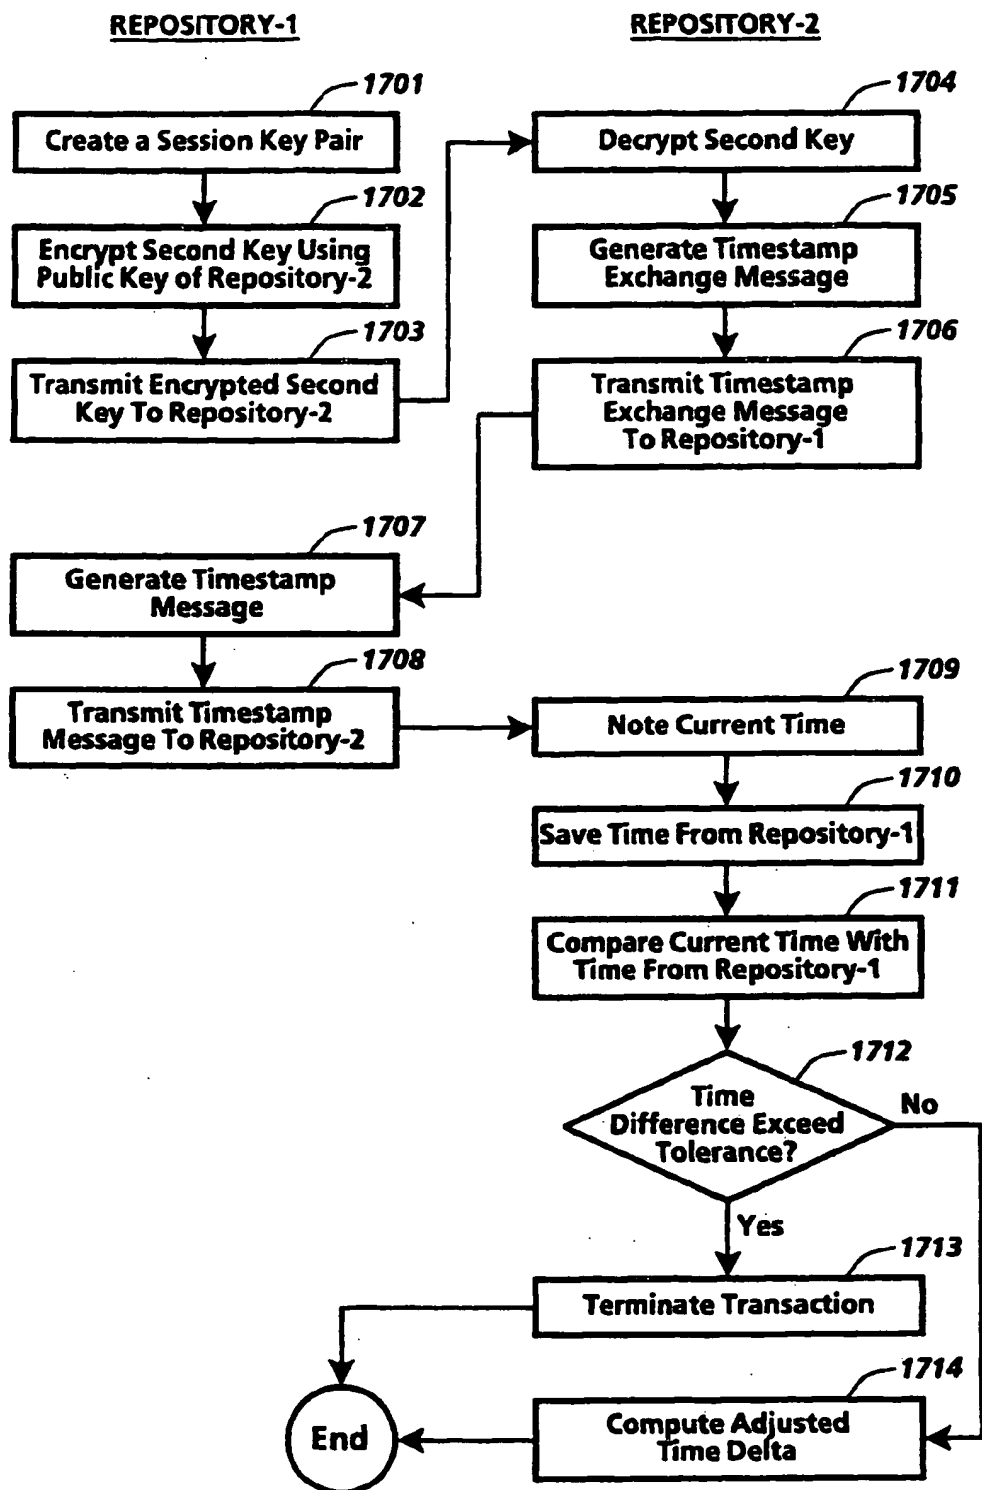 REPOSITORY-1
REPOSITORY-2
1701
Create a Session Key Pair
1702
Encrypt Second Key Using
Public Key of Repository-2
1703
Transmit Encrypted Second
Key To Repository-2
1704
Decrypt Second Key
1705
Generate Timestamp
Exchange Message
1706
Transmit Timestamp
Exchange Message
To Repository-1
1707
Generate Timestamp
Message
1708
Transmit Timestamp
Message To Repository-2
1709
Note Current Time
1710
Save Time From Repository-1
1711
Compare Current Time With
Time From Repository-1
1712
Time
Difference Exceed
Tolerance?
No
Yes
1713
Terminate Transaction
1714
Compute Adjusted
Time Delta
End